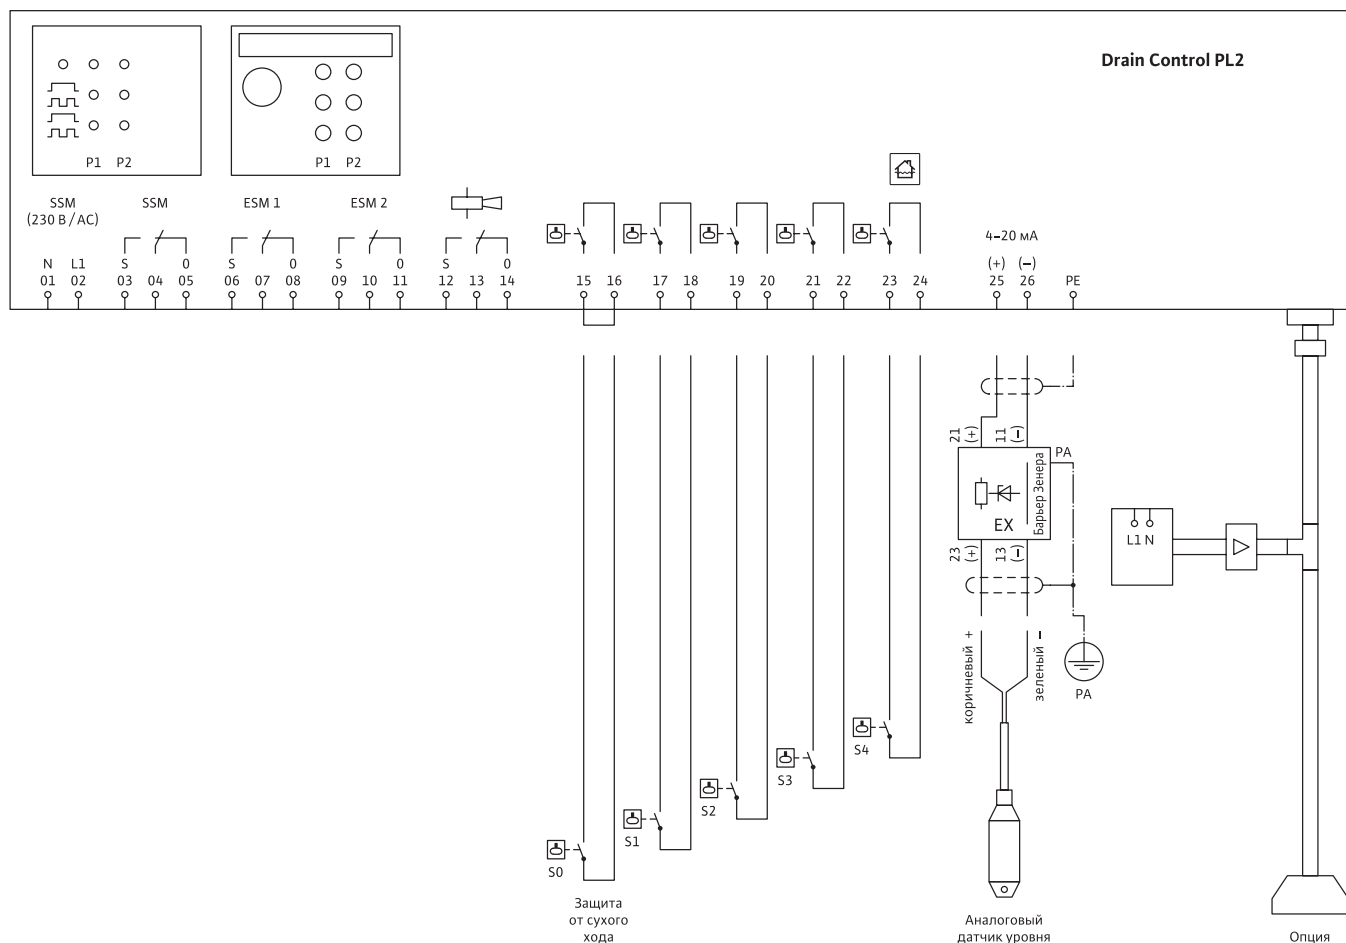 Drain Control PL2
P1 P2
P1 P2
SSM
(230 В / AC)
SSM
ESM 1
ESM 2
4–20 мА
N
L1
S
0
S
0
S
0
S
0
(+)
(–)
01
02
03
04
05
06
07
08
09
10
11
12
13
14
15
16
17
18
19
20
21
22
23
24
25
26
PE
21
(+)
11
(–)
PA
Барьер Зенера
EX
23
(+)
13
(–)
L1 N
коричневый +
зеленый –
PA
S4
S3
S2
S1
S0
Защита
от сухого
хода
Аналоговый
датчик уровня
Опция